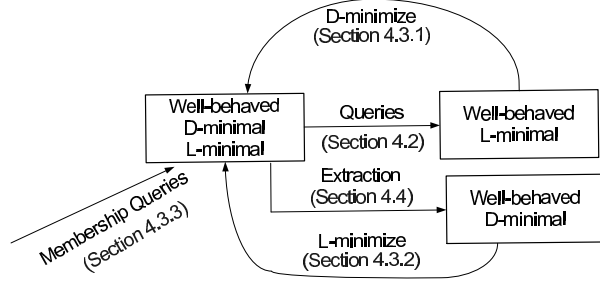 D-minimize
(Section 4.3.1)
Well-behaved
D-minimal
L-minimal
Queries
(Section 4.2)
Well-behaved
L-minimal
Extraction
(Section 4.4)
Well-behaved
D-minimal
Membership Queries
(Section 4.3.3)
L-minimize
(Section 4.3.2)